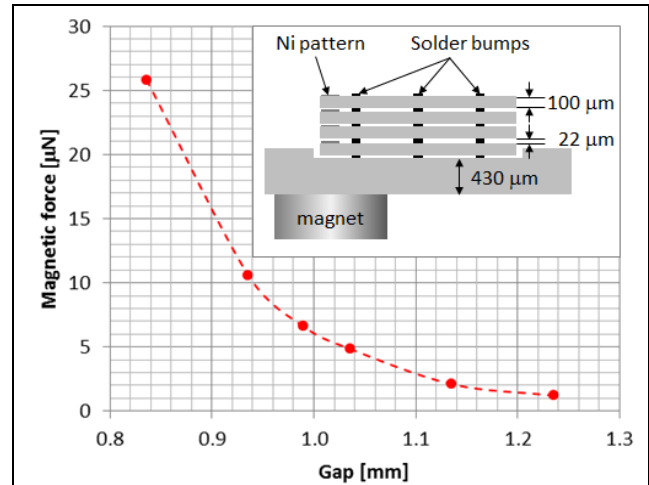 30
25
20
15
10
5
0
Magnetic force [µN]
0.8 0.9 1.0 1.1 1.2 1.3
Gap [mm]
Ni pattern Solder bumps
100 µm
22 µm
430 µm
magnet